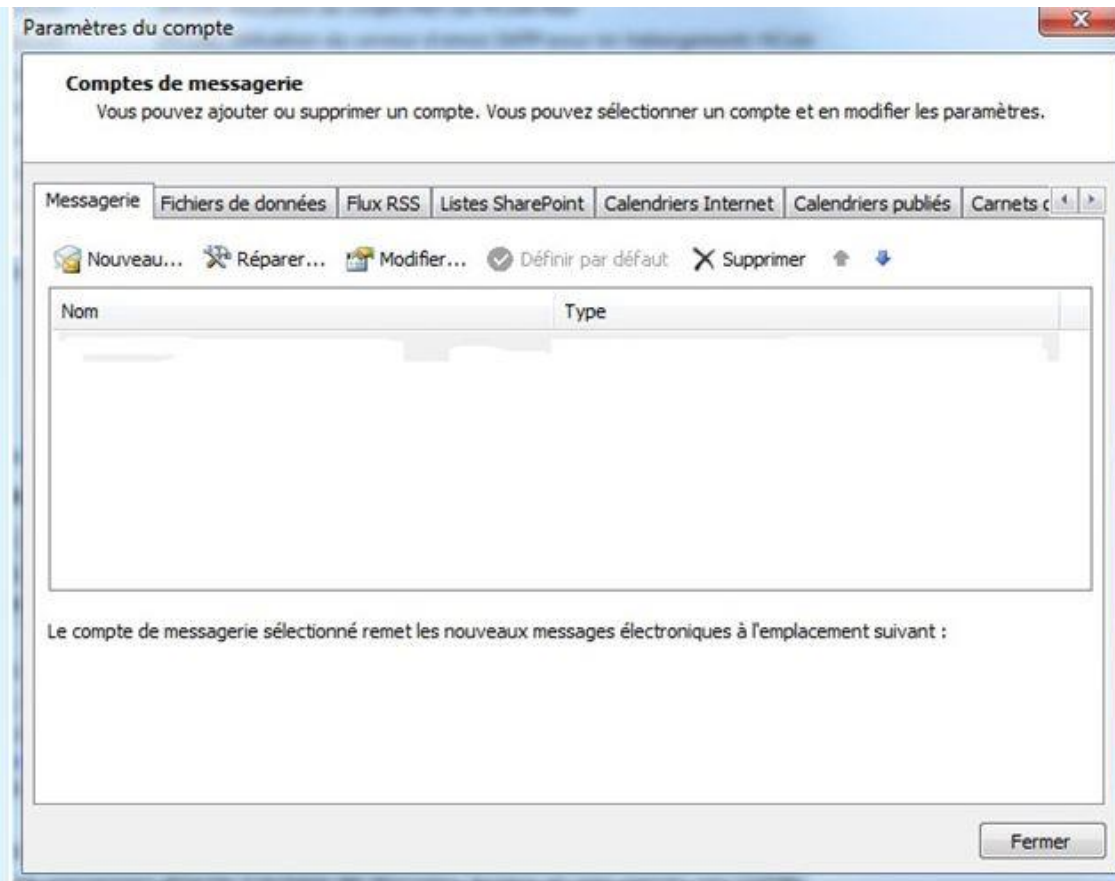 Paramètres du compte
Comptes de messagerie
Vous pouvez ajouter ou supprimer un compte. Vous pouvez sélectionner un compte et en modifier les paramètres.
Messagerie Fichiers de données Flux RSS Listes SharePoint Calendriers Internet Calendriers publiés Carnets
Nouveau... Réparer... Modifier... Définir par défaut Supprimer
Nom Type
Le compte de messagerie sélectionné remet les nouveaux messages électroniques à l'emplacement suivant :
Fermer